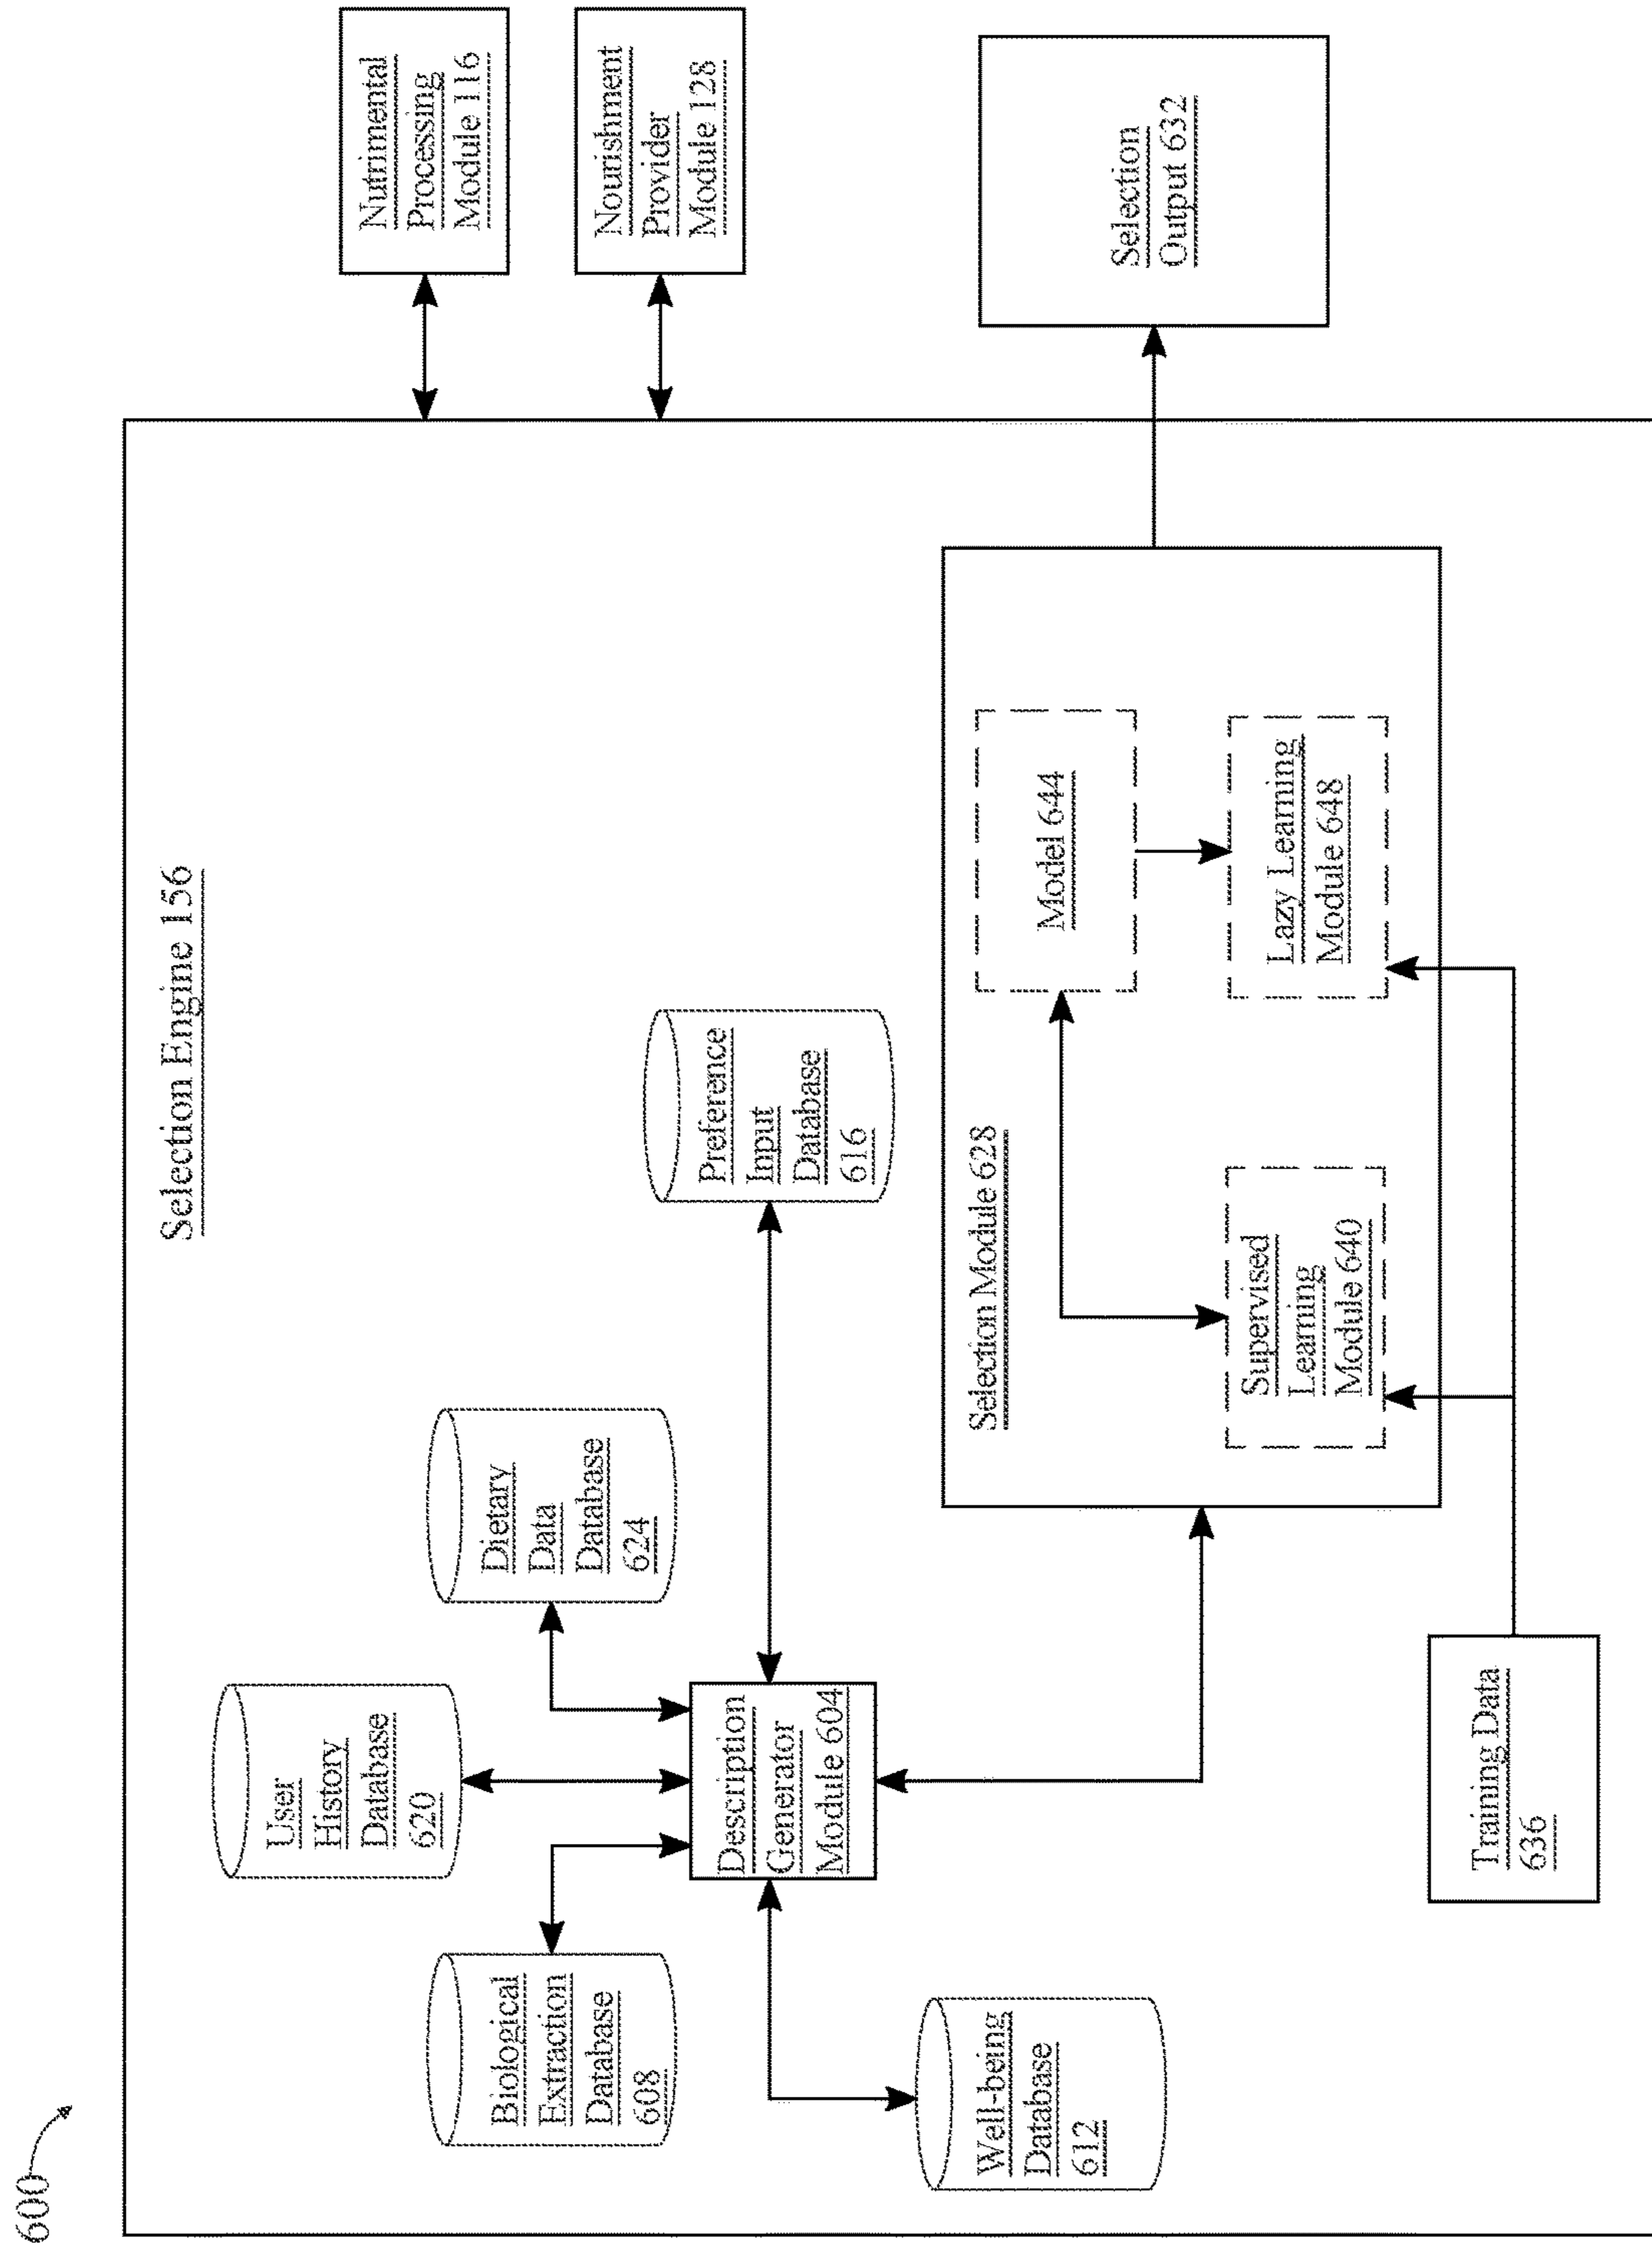 600
Selection Engine 156
Nutrimental
Processing
Module 116
Nourishment
Provider
Module 128
User
History
Database
620
Biological
Extraction
Database
608
Dietary
Data
Database
624
Preference
Input
Database
616
Description
Generator
Module 604
Well-being
Database
612
Selection Module 628
Model 644
Supervised
Learning
Module 640
Lazy Learning
Module 648
Selection
Output 632
Training Data
636